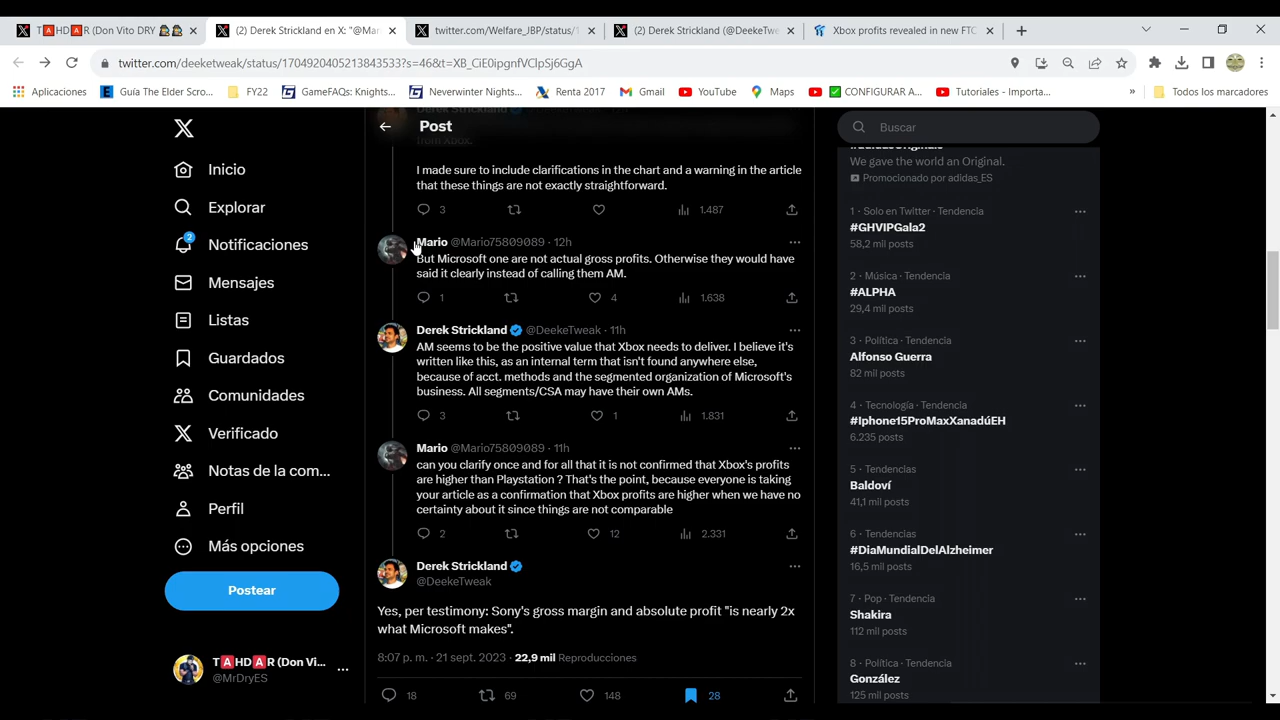 T🅰️HD🅰️R (Don Vito DRY
(2) Derek Strickland en X: "@Ma
twitter.com/Welfare_JBP/status/1
(2) Derek Strickland (@DeekeTwe
Xbox profits revealed in new FTC
twitter.com/deeketweak/status/1704920405213843533?s=46&t=XB_CiE0ipgnfVClpSj6GgA
Aplicaciones
Guía The Elder Scro...
FY22
GameFAQs: Knights...
Nevervinter Nights...
Renta 2017
Gmail
YouTube
Maps
CONFIGURAR A...
Tutoriales - Importa...
»
Todos los marcadores
Inicio
Explorar
2
Notificaciones
Mensajes
Listas
Guardados
Comunidades
Verificado
Notas de la com...
Perfil
Más opciones
Postear
T🅰️HD🅰️R (Don Vi...
@MrDryES
Post
from Xbox.
I made sure to include clarifications in the chart and a warning in the article
that these things are not exactly straightforward.
3 1.487
Mario @Mario75809089 · 12h
But Microsoft one are not actual gross profits. Otherwise they would have
said it clearly instead of calling them AM.
1 4 1.638
Derek Strickland @DeekeTweak · 11h
AM seems to be the positive value that Xbox needs to deliver. I believe it's
written like this, as an internal term that isn't found anywhere else,
because of acct. methods and the segmented organization of Microsoft's
business. All segments/CSA may have their own AMs.
3 1 1.831
Mario @Mario75809089 · 11h
can you clarify once and for all that it is not confirmed that Xbox's profits
are higher than Playstation ? That's the point, because everyone is taking
your article as a confirmation that Xbox profits are higher when we have no
certainty about it since things are not comparable
2 12 2.331
Derek Strickland
@DeekeTweak
Yes, per testimony: Sony's gross margin and absolute profit "is nearly 2x
what Microsoft makes".
8:07 p. m. · 21 sept. 2023 · 22,9 mil Reproducciones
18 69 148 28
Buscar
We gave the world an Original.
Promocionado por adidas_ES
1 · Solo en Twitter · Tendencia
#GHVIPGala2
58,2 mil posts
2 · Música · Tendencia
#ALPHA
29,4 mil posts
3 · Política · Tendencia
Alfonso Guerra
82 mil posts
4 · Tecnología · Tendencia
#Iphone15ProMaxXanadúEH
6.235 posts
5 · Tendencias
Baldoví
41,1 mil posts
6 · Tendencias
#DíaMundialDelAlzheimer
16,5 mil posts
7 · Pop · Tendencia
Shakira
112 mil posts
8 · Política · Tendencia
González
125 mil posts